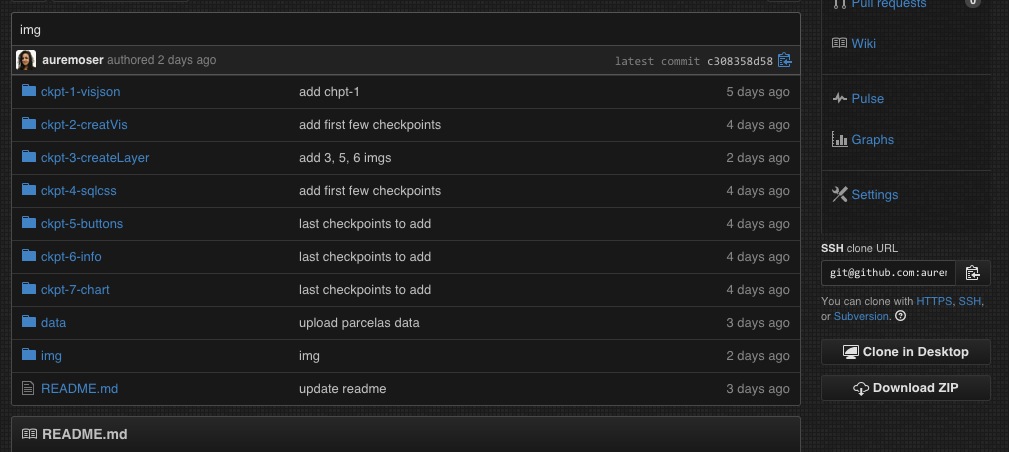 Pull requests 0
img
auremoser authored 2 days ago latest commit c308358d58
Wiki
ckpt-1-visjson add chpt-1 5 days ago
Pulse
ckpt-2-creatVis add first few checkpoints 4 days ago
Graphs
ckpt-3-createLayer add 3, 5, 6 imgs 2 days ago
ckpt-4-sqlcss add first few checkpoints 4 days ago
Settings
ckpt-5-buttons last checkpoints to add 4 days ago
ckpt-6-info last checkpoints to add 4 days ago
ckpt-7-chart last checkpoints to add 4 days ago
data upload parcelas data 3 days ago
img img 2 days ago
README.md update readme 3 days ago
SSH clone URL
git@github.com:aurem
You can clone with HTTPS, SSH,
or Subversion.
Clone in Desktop
Download ZIP
README.md